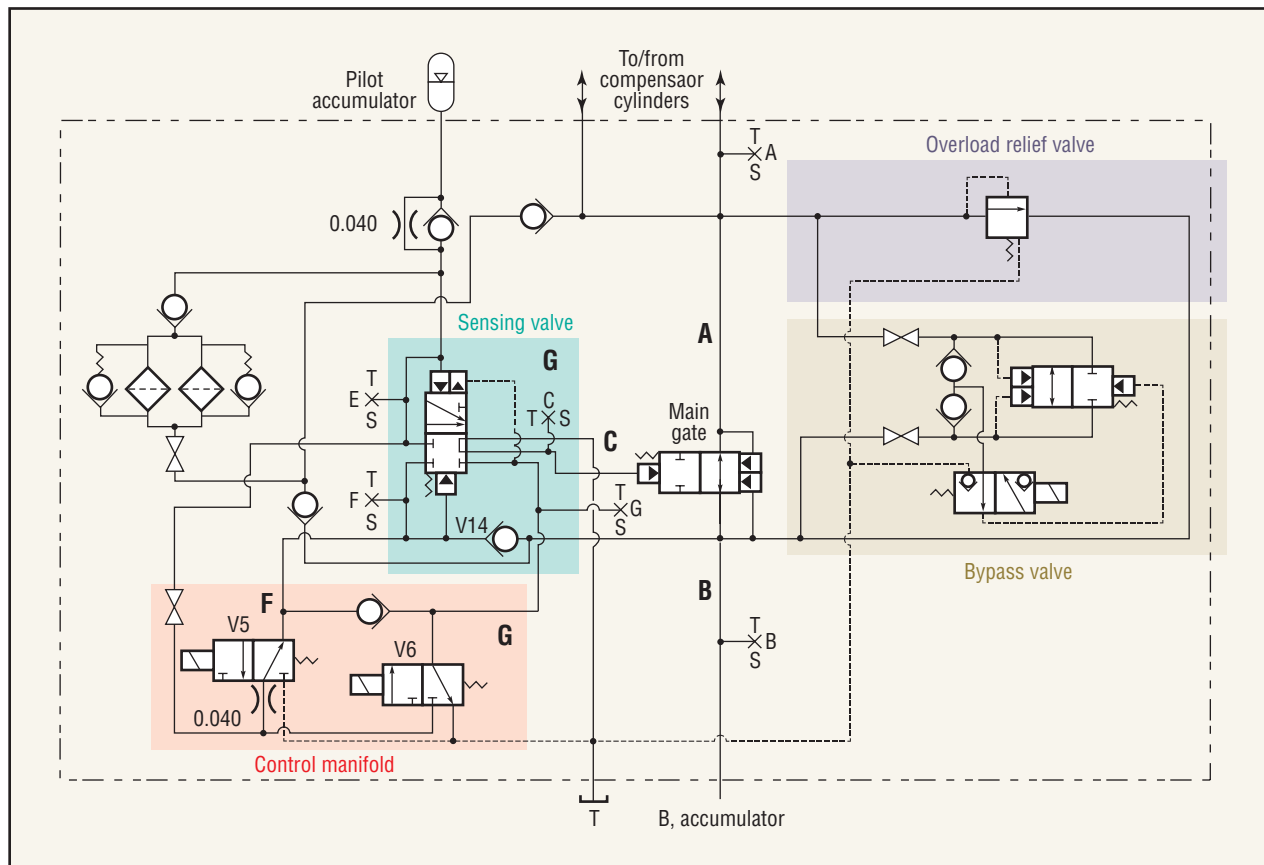 Pilot
accumulator
To/from
compensaor
cylinders
T
A
S
Overload relief valve
0.040
Sensing valve
G
A
T
E
S
C
T S
C
Main
gate
T
F
S
T
G
S
V14
Bypass valve
F
B
V5
G
V6
T
B
S
0.040
Control manifold
T
B, accumulator